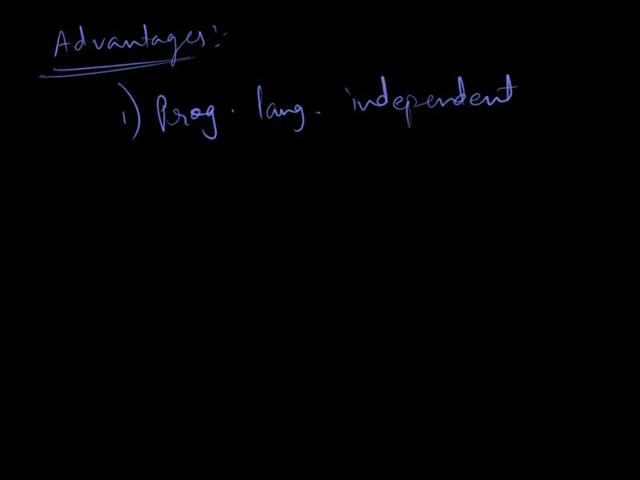 Advantages :-
1) Prog. lang. independent